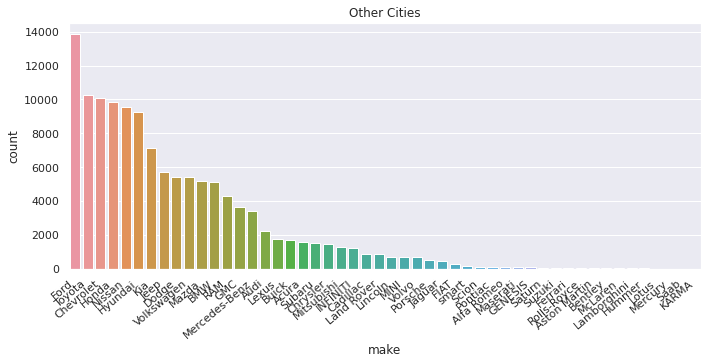 Other Cities
count
14000
12000
10000
8000
6000
4000
2000
0
Ford
Toyota
Chevrolet
Honda
Nissan
Hyundai
Kia
Jeep
Dodge
Volkswagen
Mazda
BMW
RAM
GMC
Mercedes-Benz
Audi
Lexus
Buick
Acura
Subaru
Chrysler
Mitsubishi
INFINITI
Cadillac
Land Rover
Lincoln
MINI
Volvo
Porsche
Jaguar
FIAT
smart
Scion
Pontiac
Alfa Romeo
Maserati
GENESIS
Saturn
Suzuki
Ferrari
Rolls-Royce
Aston Martin
Bentley
McLaren
Lamborghini
Hummer
Lotus
Mercury
Saab
KARMA
make